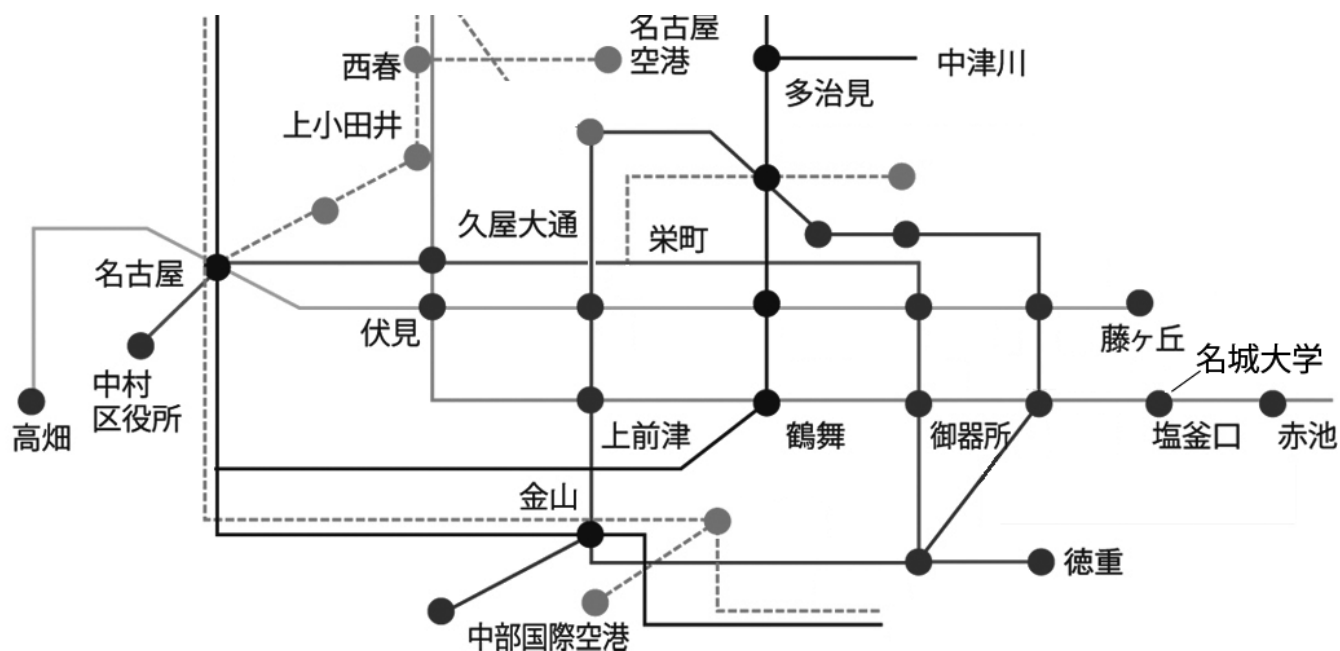 名古屋
空港
西春
中津川
多治見
上小田井
久屋大通
栄町
名古屋
伏見
藤ヶ丘
名城大学
中村
区役所
高畑
上前津
鶴舞
御器所
塩釜口
赤池
金山
徳重
中部国際空港